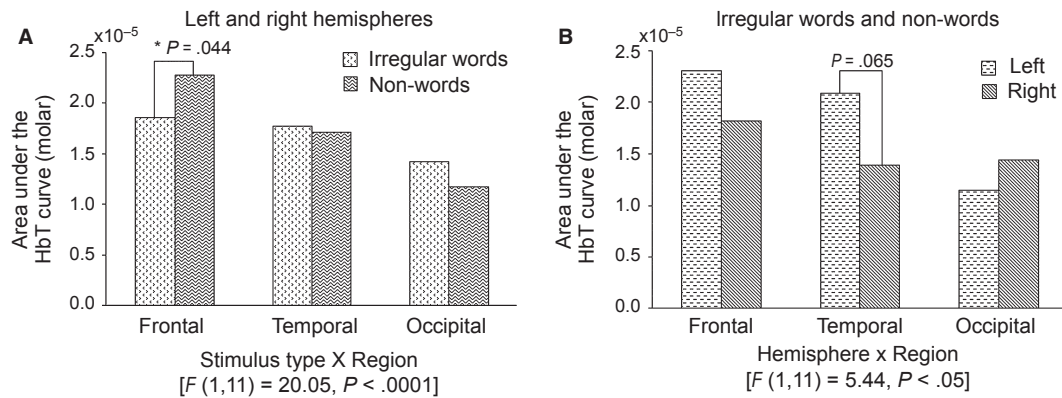 Left and right hemispheres
A
x10⁻⁵
* P = .044
Irregular words
Non-words
2.5
2.0
1.5
1.0
0.5
1.0
Area under the
HbT curve (molar)
Frontal Temporal Occipital
Stimulus type X Region
[F (1,11) = 20.05, P < .0001]
Irregular words and non-words
B
x10⁻⁵
P = .065
Left
Right
2.5
2.0
1.5
1.0
0.5
0.0
Area under the
HbT curve (molar)
Frontal Temporal Occipital
Hemisphere x Region
[F (1,11) = 5.44, P < .05]